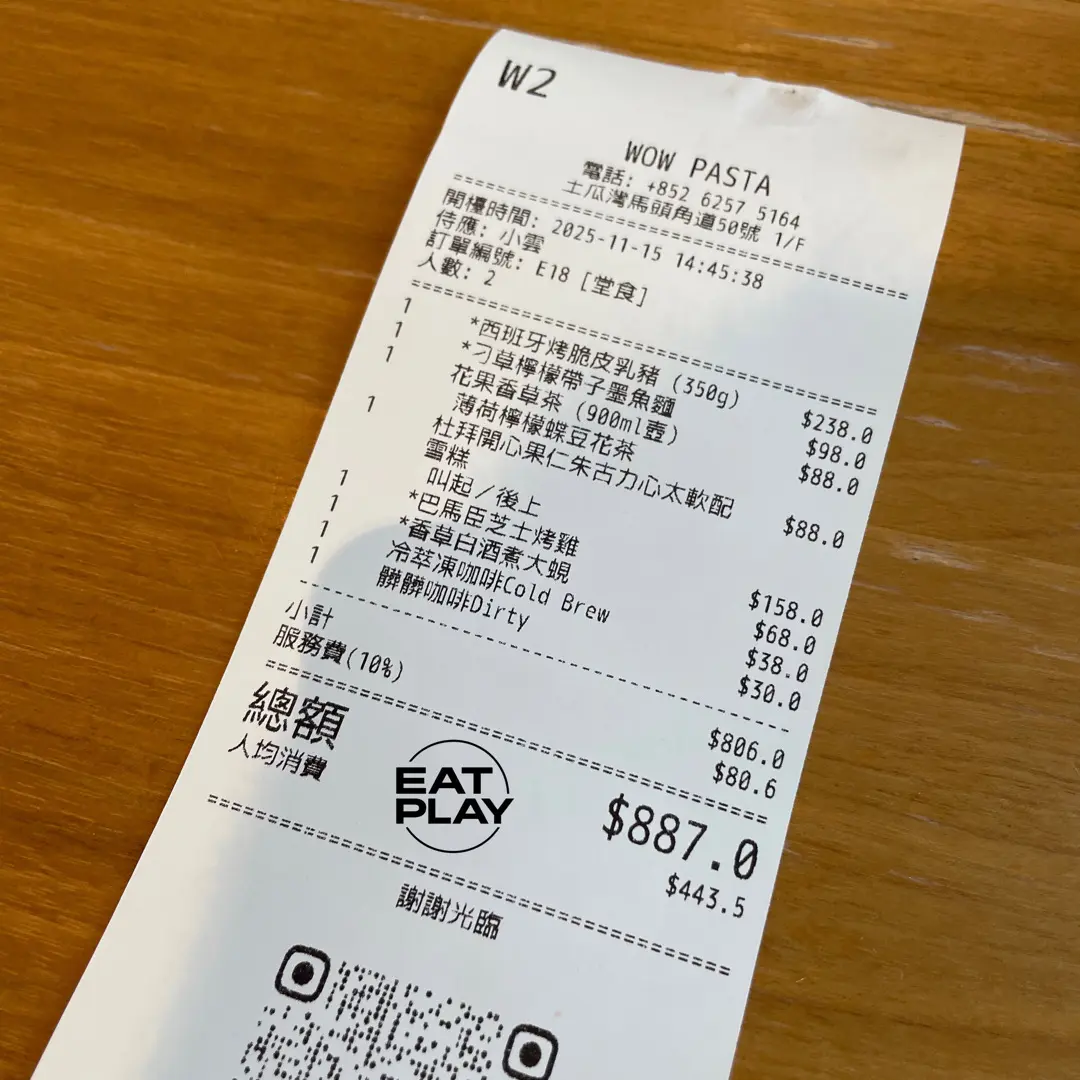 W2
WOW PASTA
電話: +852 6257 5164
土瓜灣馬頭角道50號 1/F
開檯時間: 2025-11-15 14:45:38
侍應: 小雲
訂單編號: E18 [堂食]
人數: 2
1 *西班牙烤脆皮乳豬 (350g) $238.0
1 *刁草檸檬帶子墨魚麵 $98.0
1 花果香草茶 (900ml壺) $88.0
薄荷檸檬蝶豆花茶
1 杜拜開心果仁朱古力心太軟配 $88.0
雪糕
叫起/後上
1 *巴馬臣芝士烤雞 $158.0
1 *香草白酒煮大蜆 $68.0
1 冷萃凍咖啡Cold Brew $38.0
1 髒髒咖啡Dirty $30.0
小計 $806.0
服務費(10%) $80.6
總額 $887.0
人均消費 $443.5
EAT
PLAY
謝謝光臨